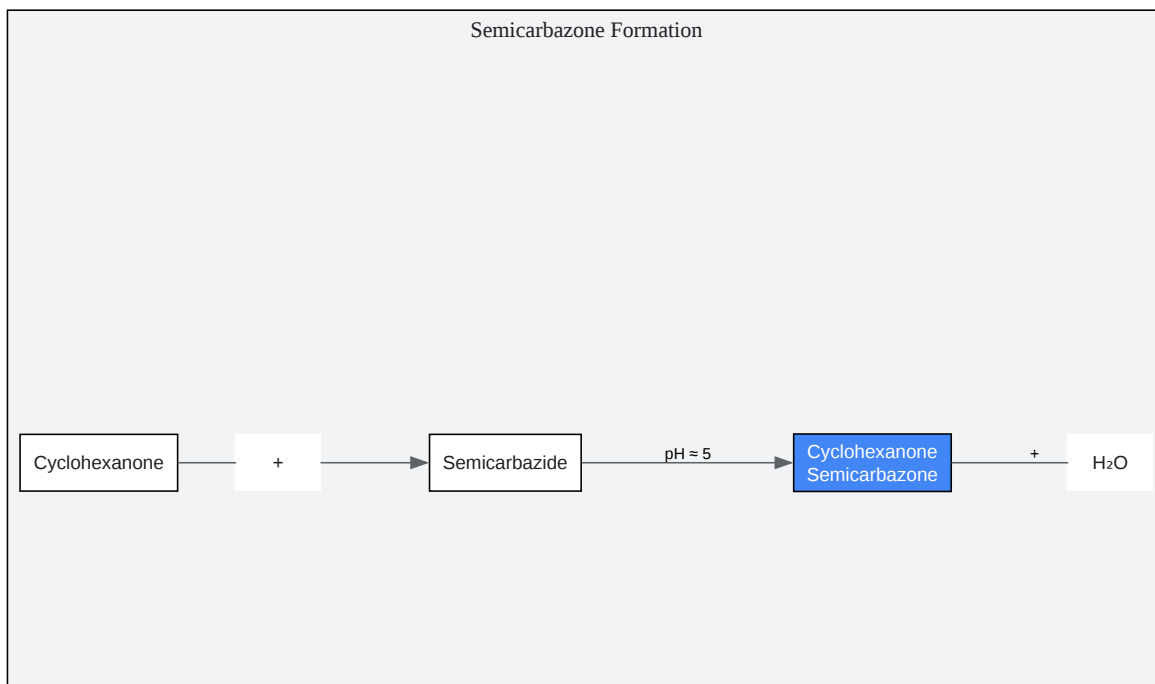 Semicarbazone Formation
Cyclohexanone
+
Semicarbazide
pH ≈ 5
Cyclohexanone
Semicarbazone
+
H₂O